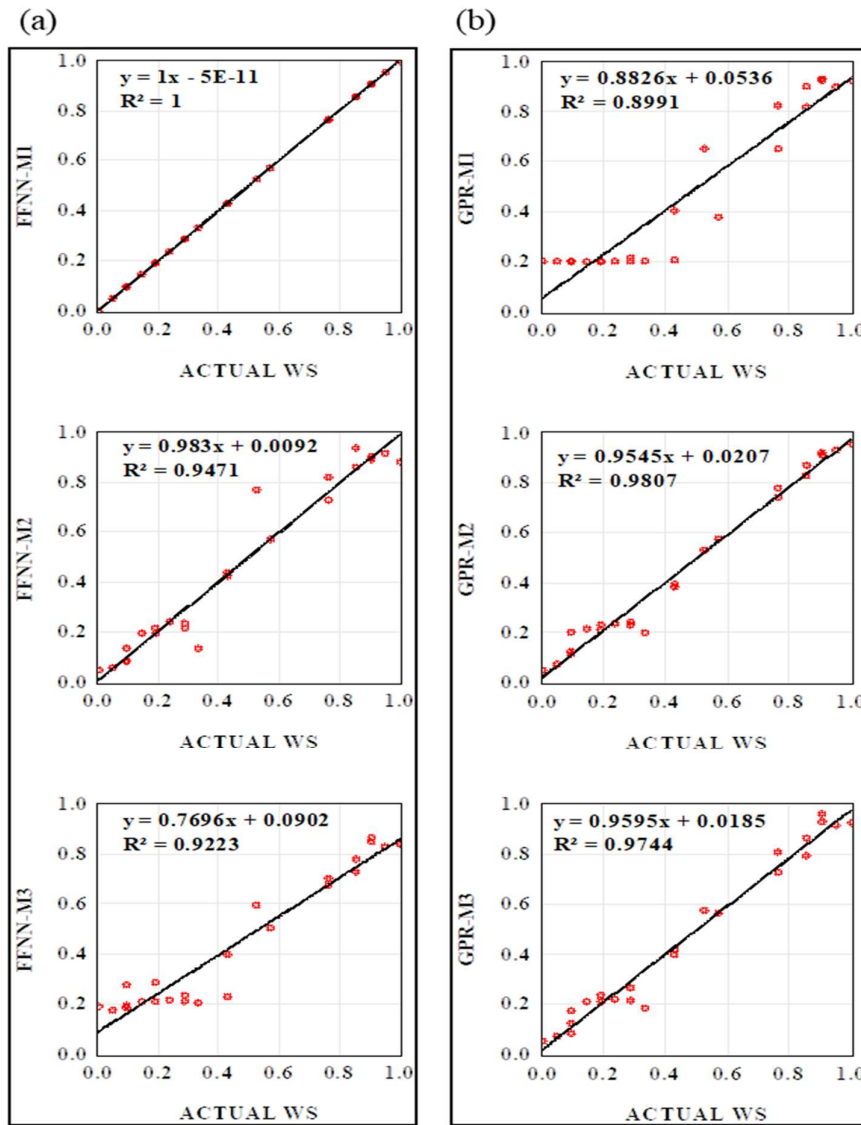 (a)
y = 1x - 5E-11
R² = 1
FFNN-M1
1.0
0.8
0.6
0.4
0.2
0.0
0.0 0.2 0.4 0.6 0.8 1.0
ACTUAL WS
y = 0.983x + 0.0092
R² = 0.9471
FFNN-M2
1.0
0.8
0.6
0.4
0.2
0.0
0.0 0.2 0.4 0.6 0.8 1.0
ACTUAL WS
y = 0.7696x + 0.0902
R² = 0.9223
FFNN-M3
1.0
0.8
0.6
0.4
0.2
0.0
0.0 0.2 0.4 0.6 0.8 1.0
ACTUAL WS
(b)
y = 0.8826x + 0.0536
R² = 0.8991
GPR-M1
1.0
0.8
0.6
0.4
0.2
0.0
0.0 0.2 0.4 0.6 0.8 1.0
ACTUAL WS
y = 0.9545x + 0.0207
R² = 0.9807
GPR-M2
1.0
0.8
0.6
0.4
0.2
0.0
0.0 0.2 0.4 0.6 0.8 1.0
ACTUAL WS
y = 0.9595x + 0.0185
R² = 0.9744
GPR-M3
1.0
0.8
0.6
0.4
0.2
0.0
0.0 0.2 0.4 0.6 0.8 1.0
ACTUAL WS